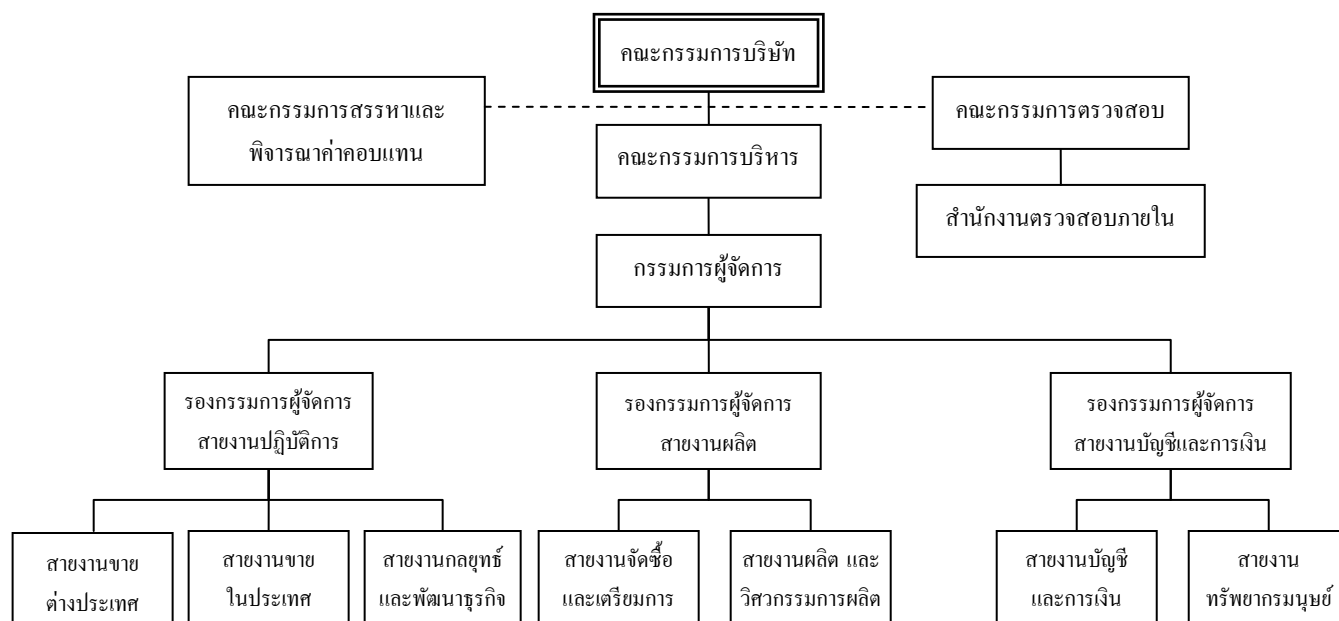 คณะกรรมการบริษัท
คณะกรรมการสรรหาและ
พิจารณาค่าคอบแทน
คณะกรรมการบริหาร
คณะกรรมการตรวจสอบ
สำนักงานตรวจสอบภายใน
กรรมการผู้จัดการ
รองกรรมการผู้จัดการ
สายงานปฏิบัติการ
รองกรรมการผู้จัดการ
สายงานผลิต
รองกรรมการผู้จัดการ
สายงานบัญชีและการเงิน
สายงานขาย
ต่างประเทศ
สายงานขาย
ในประเทศ
สายงานกลยุทธ์
และพัฒนาธุรกิจ
สายงานจัดซื้อ
และเตรียมการ
สายงานผลิต และ
วิศวกรรมการผลิต
สายงานบัญชี
และการเงิน
สายงาน
ทรัพยากรมนุษย์